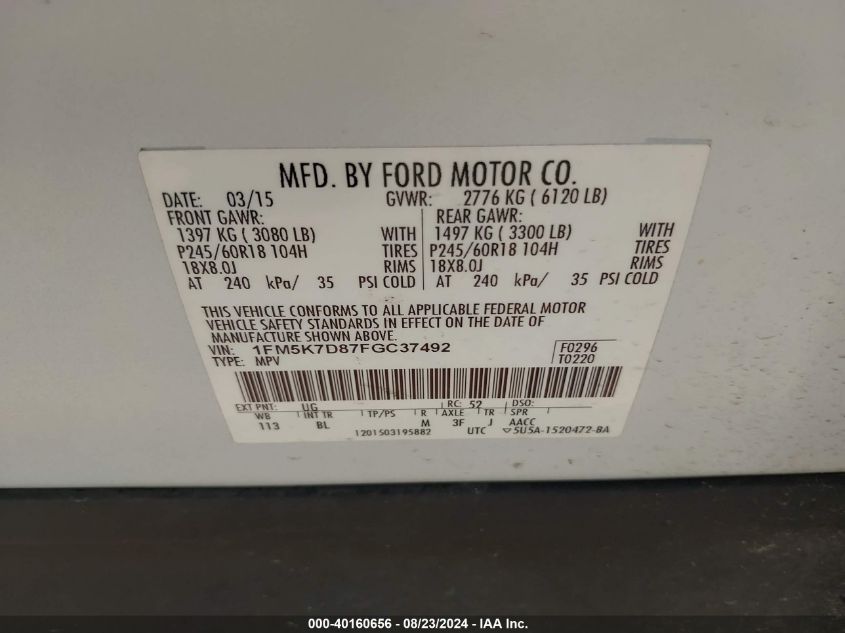 MFD. BY FORD MOTOR CO.
DATE: 03/15 GVWR: 2776 KG ( 6120 LB)
FRONT GAWR: REAR GAWR:
1397 KG ( 3080 LB) WITH 1497 KG ( 3300 LB) WITH
P245/60R18 104H TIRES P245/60R18 104H TIRES
18X8.0J RIMS 18X8.0J RIMS
AT 240 kPa/ 35 PSI COLD AT 240 kPa/ 35 PSI COLD
THIS VEHICLE CONFORMS TO ALL APPLICABLE FEDERAL MOTOR
VEHICLE SAFETY STANDARDS IN EFFECT ON THE DATE OF
MANUFACTURE SHOWN ABOVE.
VIN: 1FM5K7D87FGC37492 F0296
TYPE: MPV T0220
EXT PNT: UG RC: 52 DSO:
WB INT TR TP/PS R AXLE TR SPR
113 BL M 3F J AACC
1201503195882 UTC 5U5A-1520472-BA
000-40160656 - 08/23/2024 - IAA Inc.